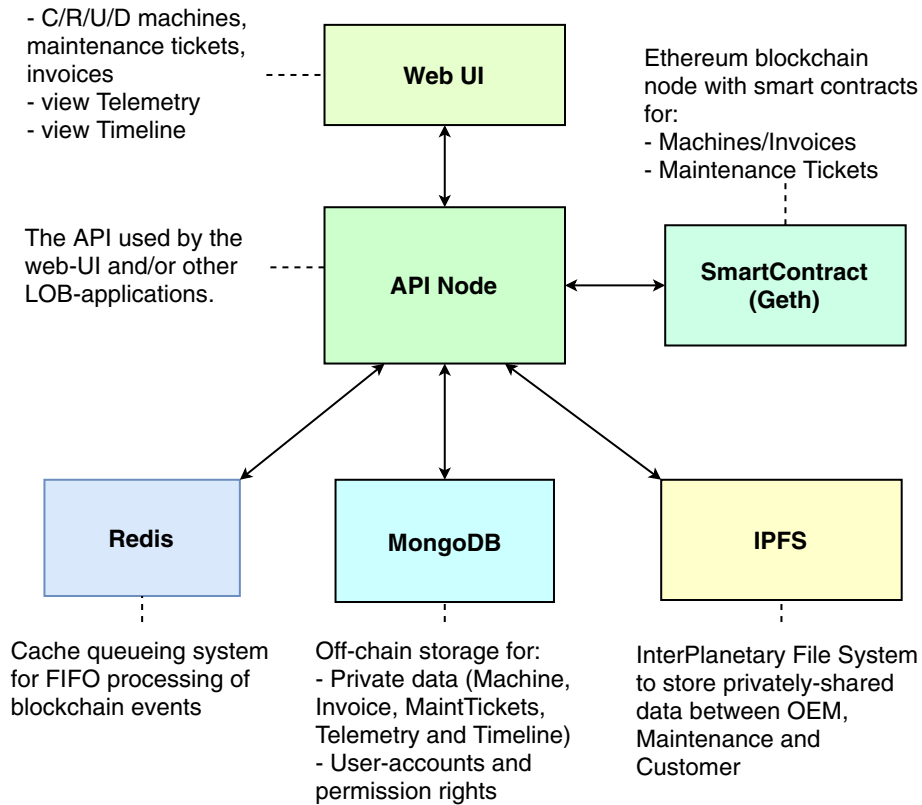 - C/R/U/D machines,
maintenance tickets,
invoices
- view Telemetry
- view Timeline
Web UI
Ethereum blockchain
node with smart contracts
for:
- Machines/Invoices
- Maintenance Tickets
The API used by the
web-UI and/or other
LOB-applications.
API Node
SmartContract
(Geth)
Redis
MongoDB
IPFS
Cache queueing system
for FIFO processing of
blockchain events
Off-chain storage for:
- Private data (Machine,
Invoice, MaintTickets,
Telemetry and Timeline)
- User-accounts and
permission rights
InterPlanetary File System
to store privately-shared
data between OEM,
Maintenance and
Customer